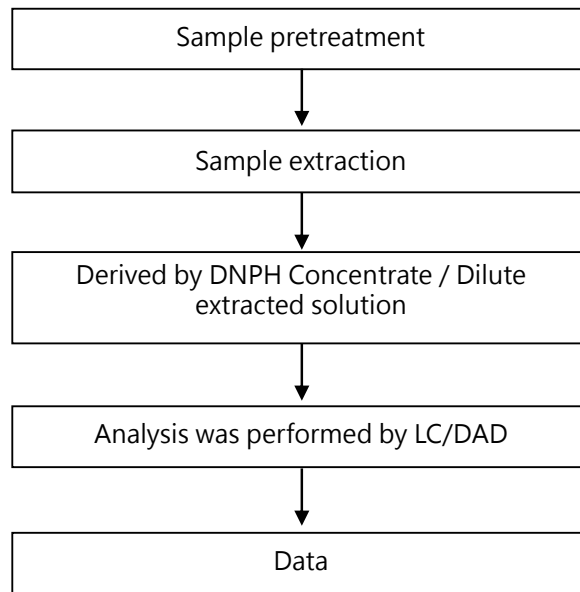 Sample pretreatment
Sample extraction
Derived by DNPH Concentrate / Dilute
extracted solution
Analysis was performed by LC/DAD
Data